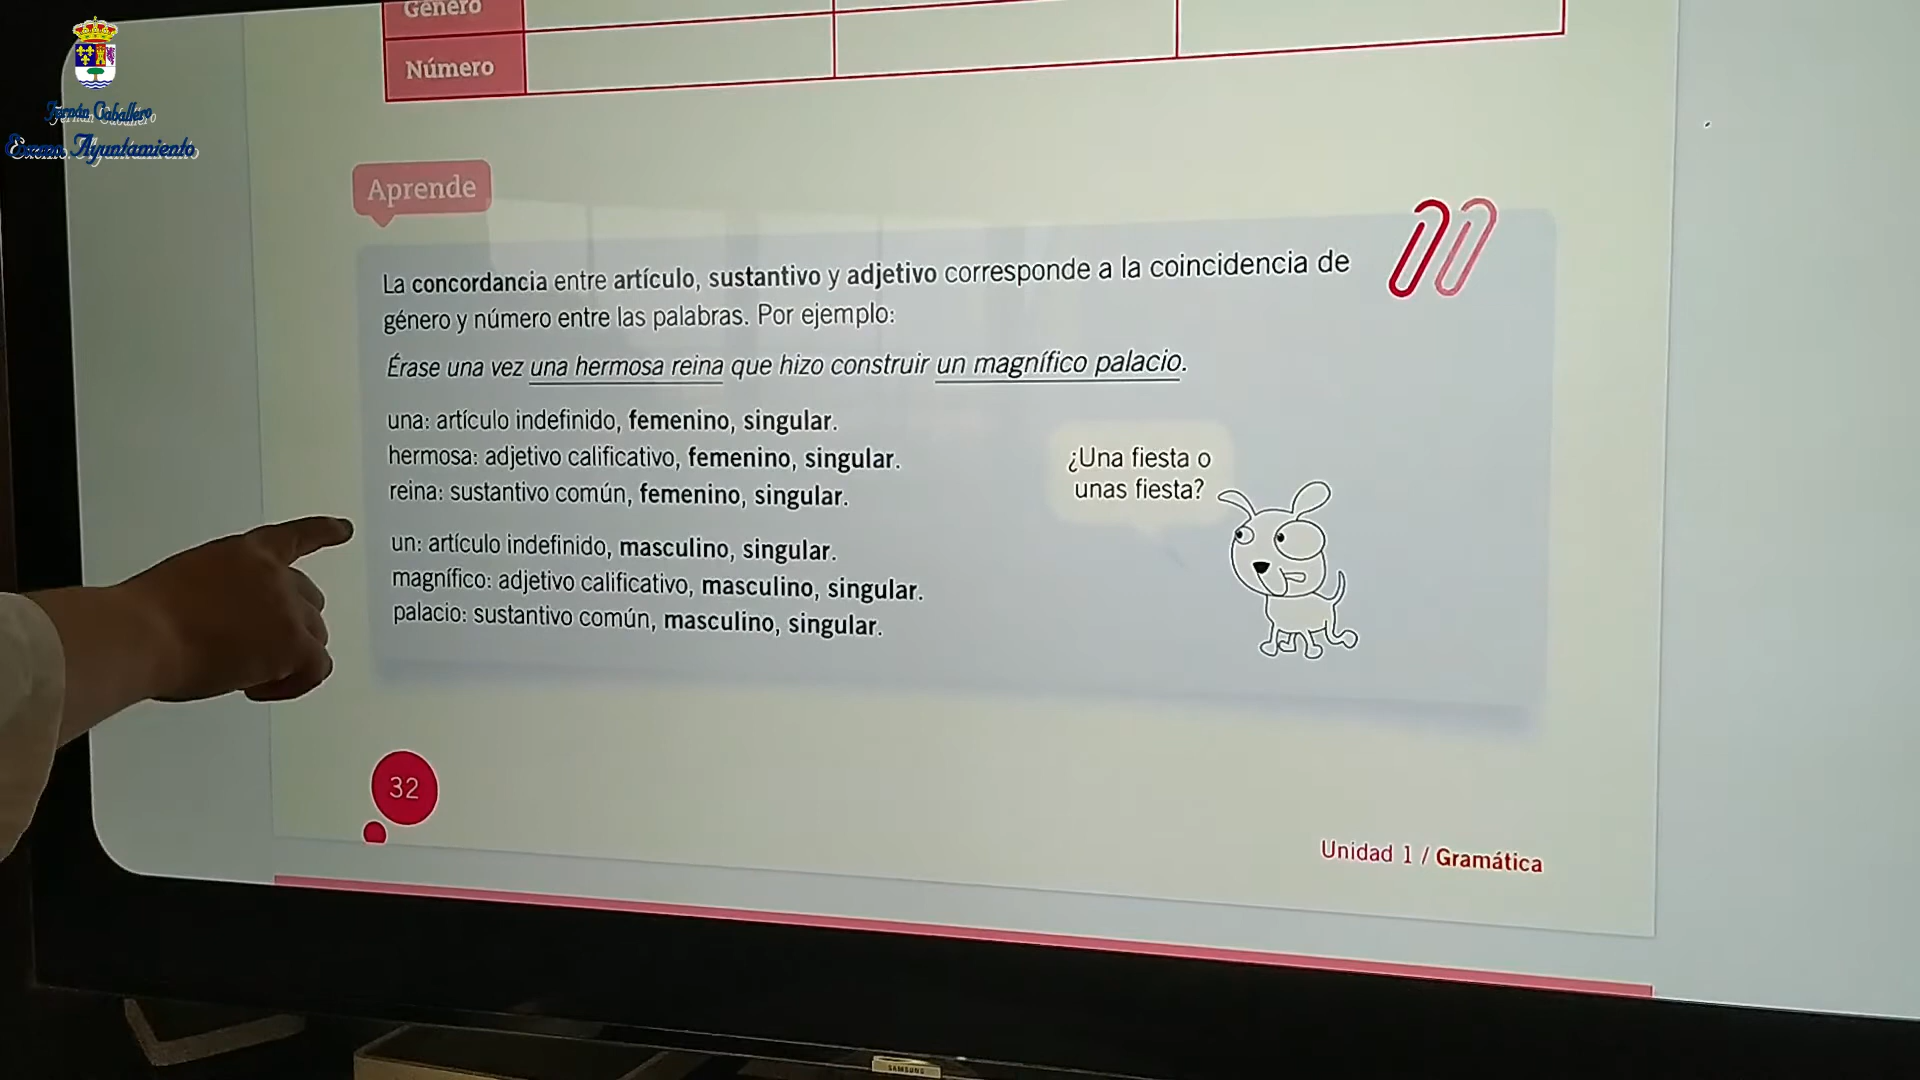 Género
Número
Fernán Caballero
Excmo. Ayuntamiento
Aprende
La concordancia entre artículo, sustantivo y adjetivo corresponde a la coincidencia de
género y número entre las palabras. Por ejemplo:
Érase una vez una hermosa reina que hizo construir un magnífico palacio.
una: artículo indefinido, femenino, singular.
hermosa: adjetivo calificativo, femenino, singular.
reina: sustantivo común, femenino, singular.
¿Una fiesta o
unas fiesta?
un: artículo indefinido, masculino, singular.
magnífico: adjetivo calificativo, masculino, singular.
palacio: sustantivo común, masculino, singular.
32
Unidad 1 / Gramática
SAMSUNG